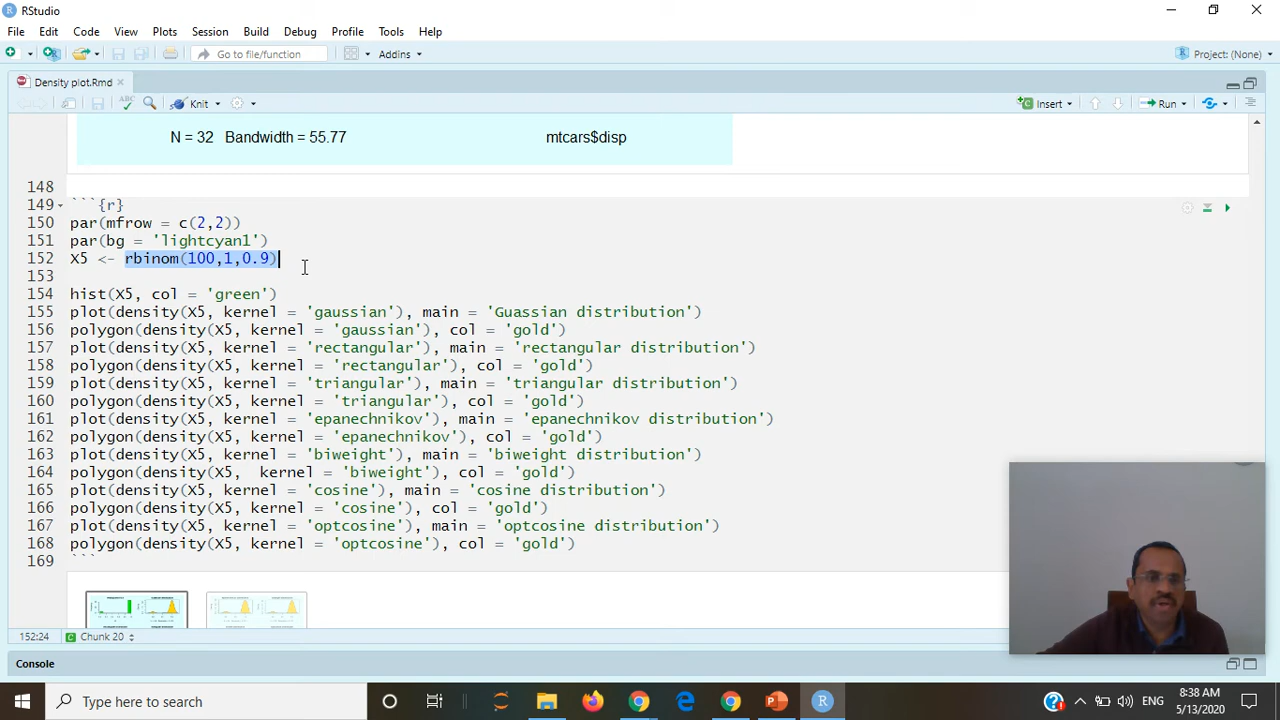 RStudio
File Edit Code View Plots Session Build Debug Profile Tools Help
Go to file/function Addins Project: (None)
Density plot.Rmd
ABC Knit Insert Run
N = 32 Bandwidth = 55.77 mtcars$disp
148
149 ```{r}
150 par(mfrow = c(2,2))
151 par(bg = 'lightcyan1')
152 X5 <- rbinom(100,1,0.9)
153
154 hist(X5, col = 'green')
155 plot(density(X5, kernel = 'gaussian'), main = 'Guassian distribution')
156 polygon(density(X5, kernel = 'gaussian'), col = 'gold')
157 plot(density(X5, kernel = 'rectangular'), main = 'rectangular distribution')
158 polygon(density(X5, kernel = 'rectangular'), col = 'gold')
159 plot(density(X5, kernel = 'triangular'), main = 'triangular distribution')
160 polygon(density(X5, kernel = 'triangular'), col = 'gold')
161 plot(density(X5, kernel = 'epanechnikov'), main = 'epanechnikov distribution')
162 polygon(density(X5, kernel = 'epanechnikov'), col = 'gold')
163 plot(density(X5, kernel = 'biweight'), main = 'biweight distribution')
164 polygon(density(X5,  kernel = 'biweight'), col = 'gold')
165 plot(density(X5, kernel = 'cosine'), main = 'cosine distribution')
166 polygon(density(X5, kernel = 'cosine'), col = 'gold')
167 plot(density(X5, kernel = 'optcosine'), main = 'optcosine distribution')
168 polygon(density(X5, kernel = 'optcosine'), col = 'gold')
169 ```
152:24 Chunk 20
Console
Type here to search ENG 8:38 AM
5/13/2020